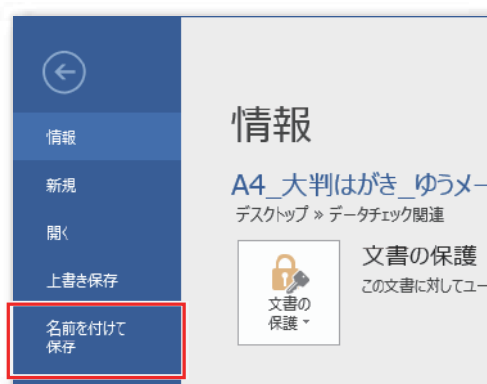 情報
新規
開く
上書き保存
名前を付けて
保存
情報
A4_大判はがき_ゆうメー
デスクトップ » データチェック関連
文書の
保護
文書の保護
この文書に対してユー